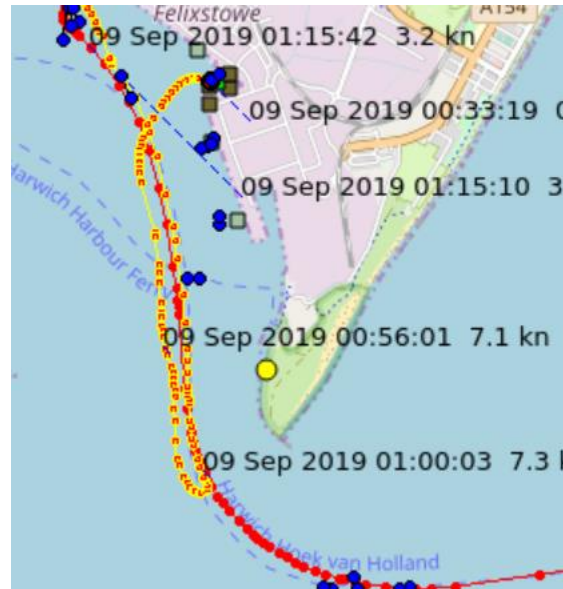 Felixstowe
A154
09 Sep 2019 01:15:42 3.2 kn
09 Sep 2019 00:33:19
09 Sep 2019 01:15:10 3
Harwich Harbour Fer
09 Sep 2019 00:56:01 7.1 kn
09 Sep 2019 01:00:03 7.3
Harwich Hoek van Holland